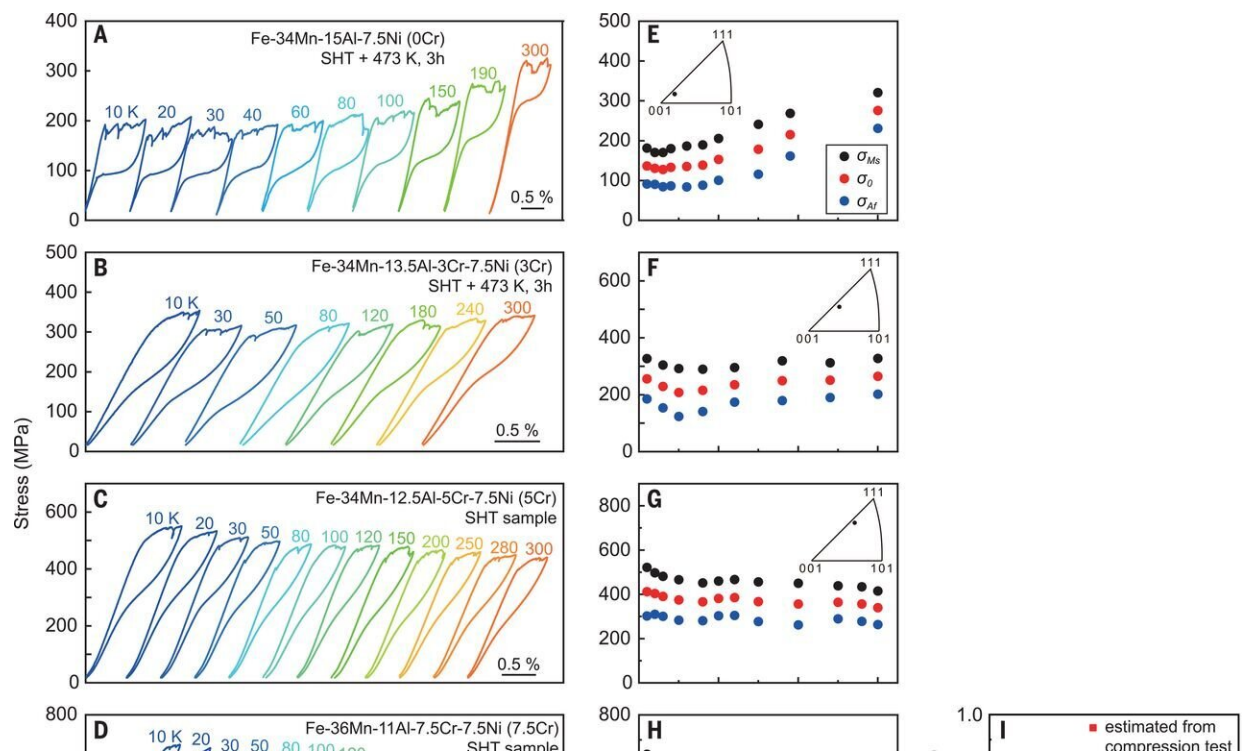 400
A
Fe-34Mn-15Al-7.5Ni (0Cr)
SHT + 473 K, 3h
300
200
100
0
10 K
20
30
40
60
80
100
150
190
300
0.5 %
500
E
400
300
200
100
0
111
001
101
σMs
σ0
σAf
500
B
Fe-34Mn-13.5Al-3Cr-7.5Ni (3Cr)
SHT + 473 K, 3h
400
300
200
100
0
10 K
30
50
80
120
180
240
300
0.5 %
F
600
400
200
0
111
001
101
Stress (MPa)
C
Fe-34Mn-12.5Al-5Cr-7.5Ni (5Cr)
SHT sample
600
400
200
0
10 K
20
30
50
80
100
120
150
200
250
280
300
0.5 %
G
800
600
400
200
0
111
001
101
800
D
Fe-36Mn-11Al-7.5Cr-7.5Ni (7.5Cr)
SHT sample
10 K
20
30
50
80
100
800
H
1.0
I
estimated from
compression test